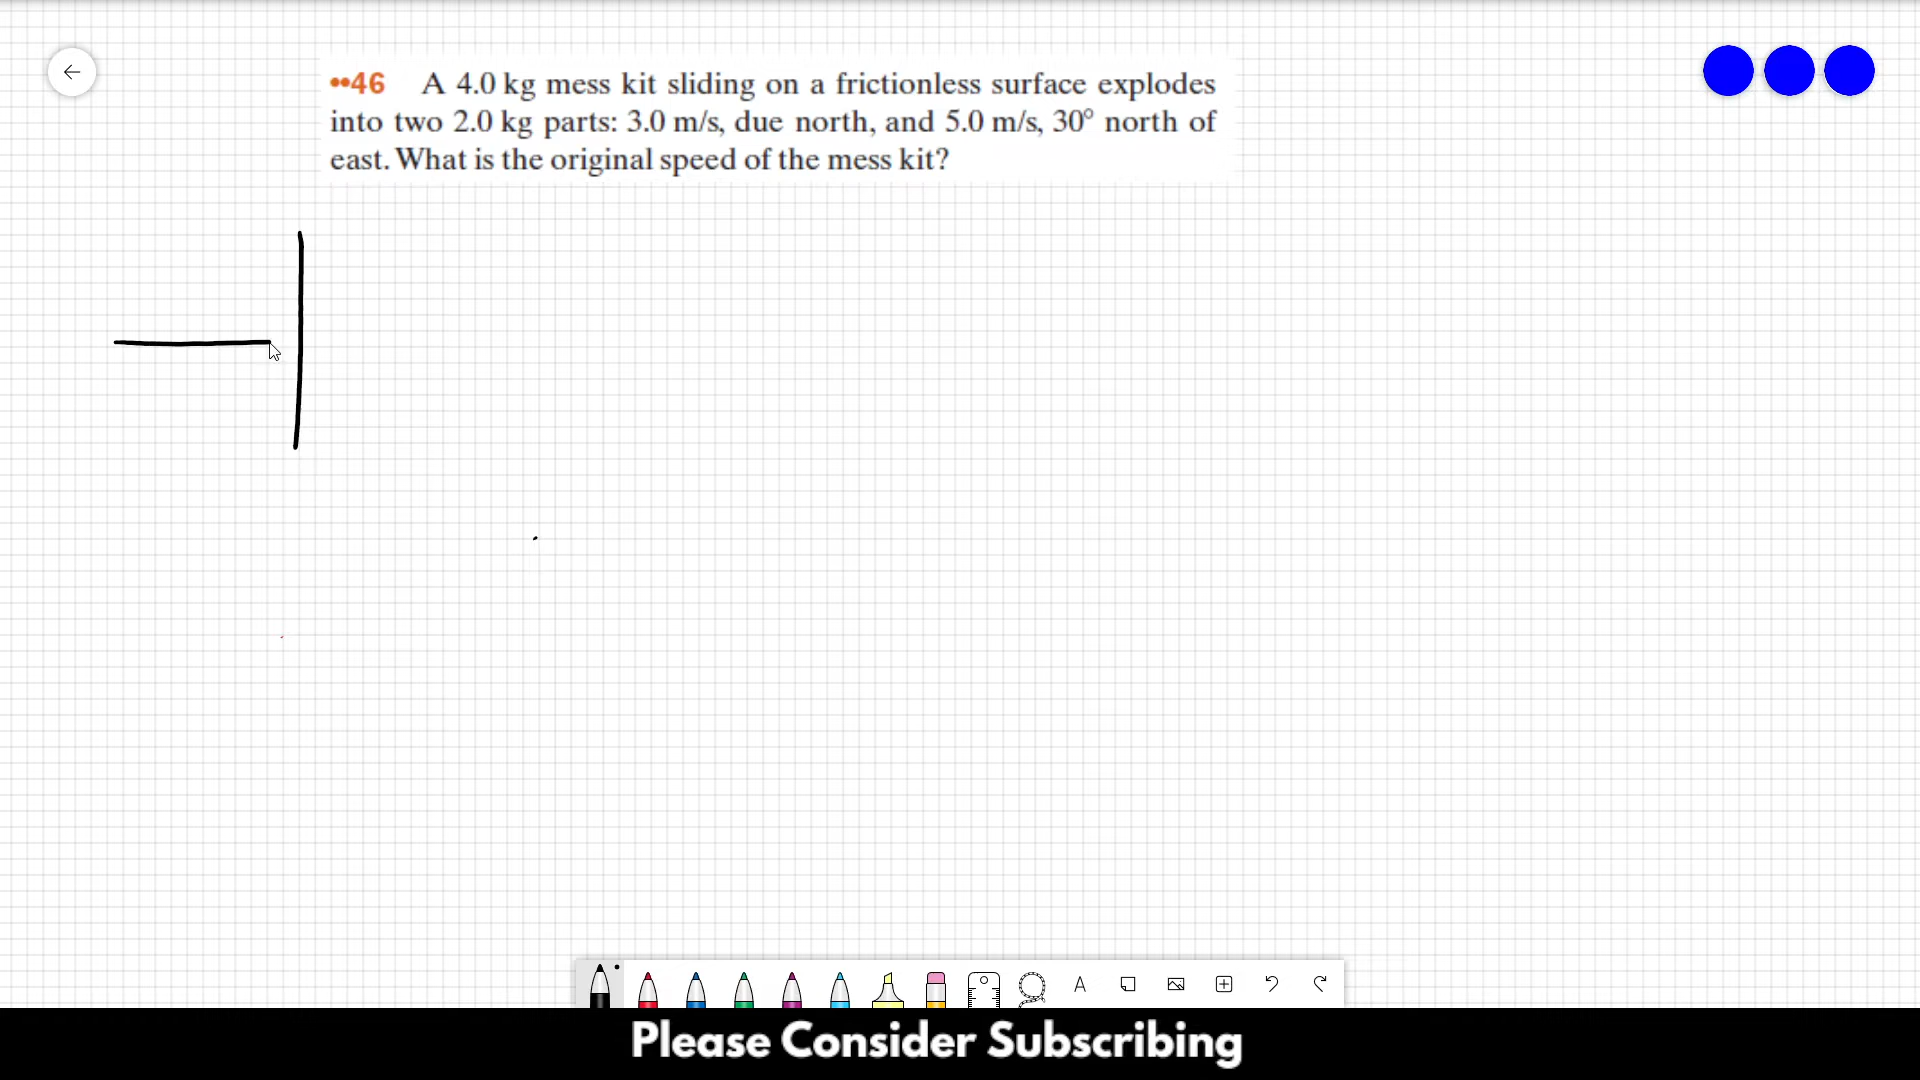 ••46 A 4.0 kg mess kit sliding on a frictionless surface explodes
into two 2.0 kg parts: 3.0 m/s, due north, and 5.0 m/s, 30° north of
east. What is the original speed of the mess kit?
A
Please Consider Subscribing